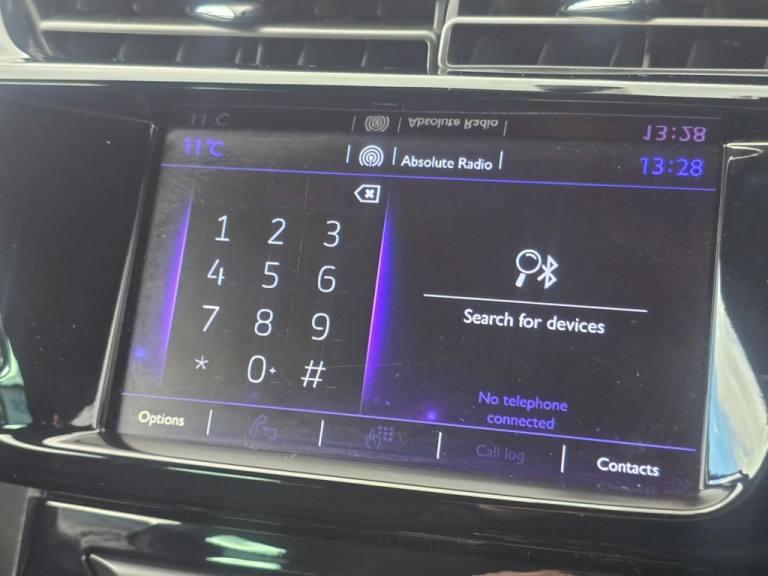 11°C Absolute Radio 13:28
1 2 3
4 5 6
7 8 9
* 0+ #
Search for devices
No telephone
connected
Options Call log Contacts